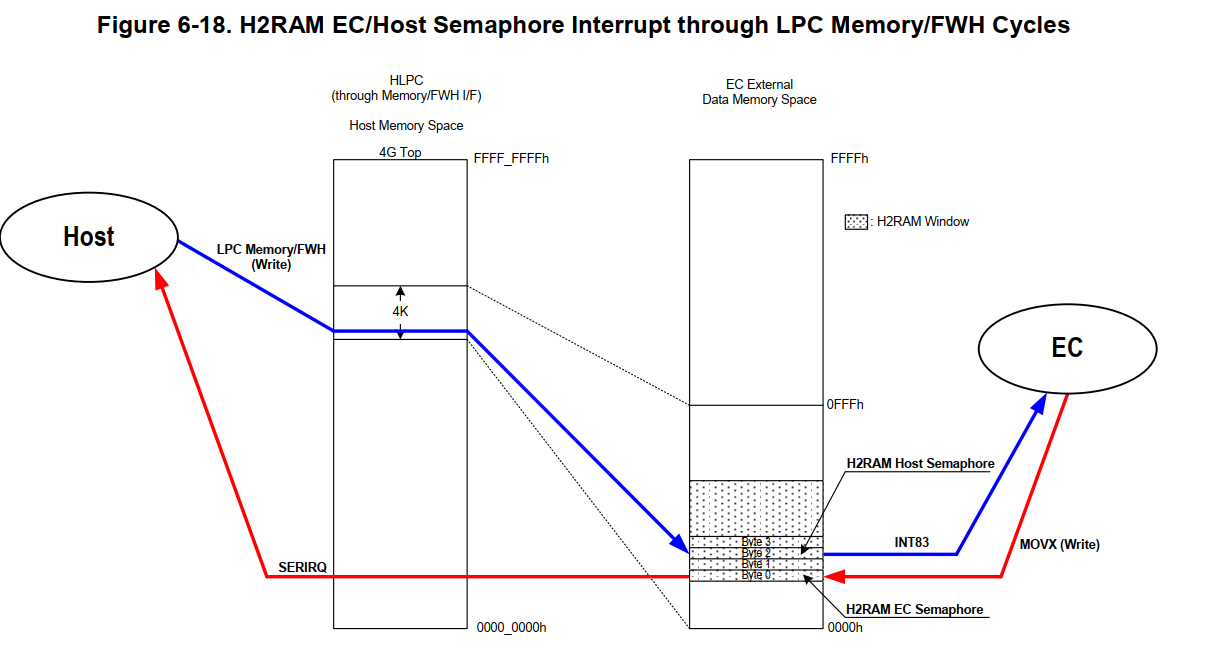 Figure 6-18. H2RAM EC/Host Semaphore Interrupt through LPC Memory/FWH Cycles
HLPC
(through Memory/FWH I/F)
Host Memory Space
4G Top
FFFF_FFFFh
EC External
Data Memory Space
FFFFh
: H2RAM Window
Host
LPC Memory/FWH
(Write)
4K
EC
0FFFh
H2RAM Host Semaphore
Byte 3
Byte 2
Byte 1
Byte 0
INT83
MOVX (Write)
SERIRQ
H2RAM EC Semaphore
0000_0000h
0000h